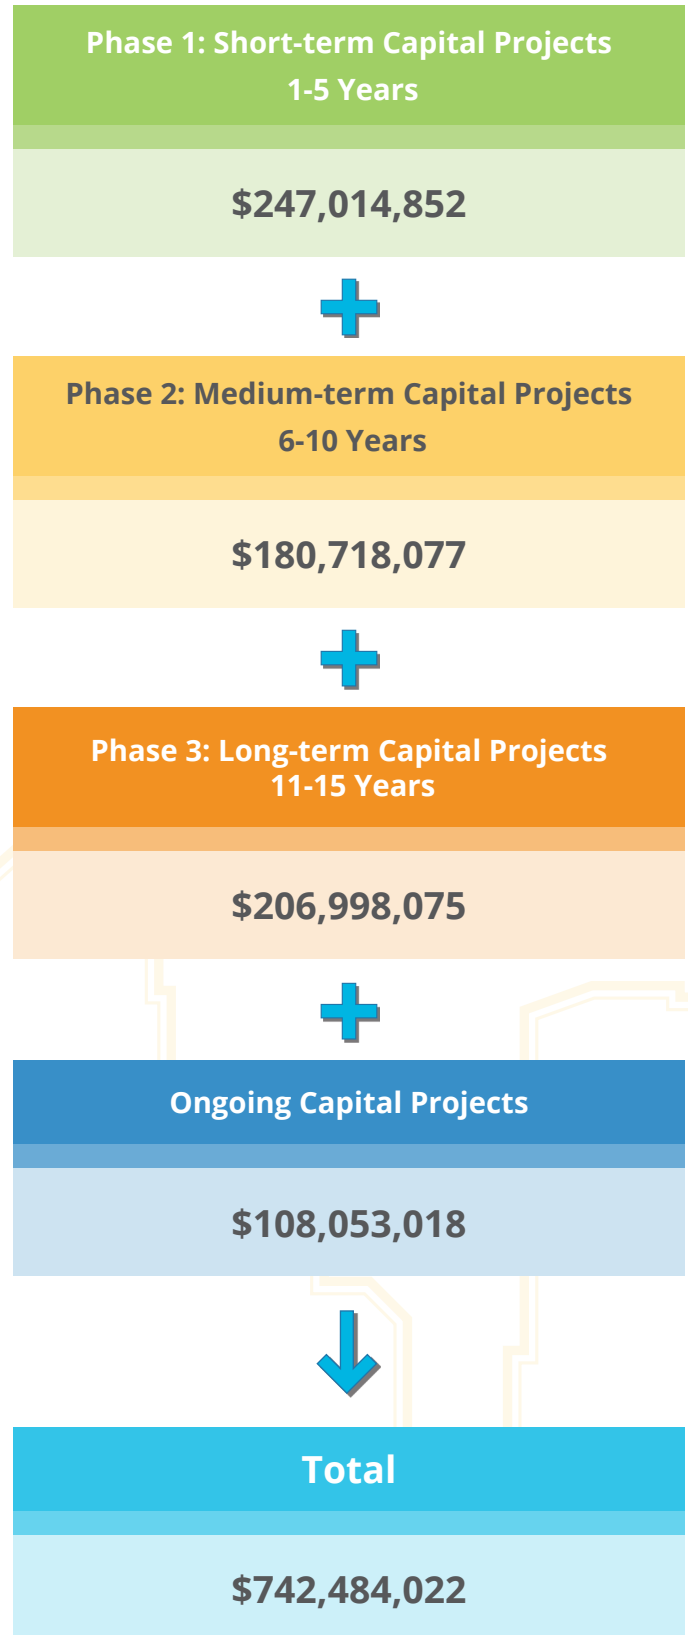 Phase 1: Short-term Capital Projects
1-5 Years
$247,014,852
Phase 2: Medium-term Capital Projects
6-10 Years
$180,718,077
Phase 3: Long-term Capital Projects
11-15 Years
$206,998,075
Ongoing Capital Projects
$108,053,018
Total
$742,484,022